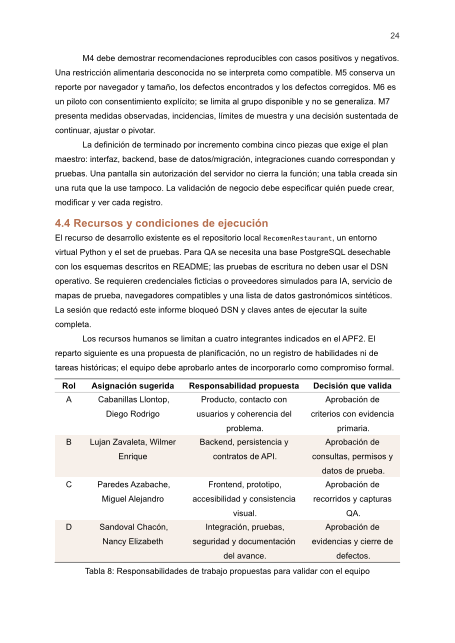 24
M4 debe demostrar recomendaciones reproducibles con casos positivos y negativos.
Una restricción alimentaria desconocida no se interpreta como compatible. M5 conserva un
reporte por navegador y tamaño, los defectos encontrados y los defectos corregidos. M6 es
un piloto con consentimiento explícito; se limita al grupo disponible y no se generaliza. M7
presenta medidas observadas, incidencias, límites de muestra y una decisión sustentada de
continuar, ajustar o pivotar.
La definición de terminado por incremento combina cinco piezas que exige el plan
maestro: interfaz, backend, base de datos/migración, integraciones cuando correspondan y
pruebas. Una pantalla sin autorización del servidor no cierra la función; una tabla creada sin
una ruta que la use tampoco. La validación de negocio debe especificar quién puede crear,
modificar y ver cada registro.
4.4 Recursos y condiciones de ejecución
El recurso de desarrollo existente es el repositorio local RecomenRestaurant, un entorno
virtual Python y el set de pruebas. Para QA se necesita una base PostgreSQL desechable
con los esquemas descritos en README; las pruebas de escritura no deben usar el DSN
operativo. Se requieren credenciales ficticias o proveedores simulados para IA, servicio de
mapas de prueba, navegadores compatibles y una lista de datos gastronómicos sintéticos.
La sesión que redactó este informe bloqueó DSN y claves antes de ejecutar la suite
completa.
Los recursos humanos se limitan a cuatro integrantes indicados en el APF2. El
reparto siguiente es una propuesta de planificación, no un registro de habilidades ni de
tareas históricas; el equipo debe aprobarlo antes de incorporarlo como compromiso formal.
Rol Asignación sugerida Responsabilidad propuesta Decisión que valida
A Cabanillas Llontop, Producto, contacto con Aprobación de
Diego Rodrigo usuarios y coherencia del criterios con evidencia
problema. primaria.
B Lujan Zavaleta, Wilmer Backend, persistencia y Aprobación de
Enrique contratos de API. consultas, permisos y
datos de prueba.
C Paredes Azabache, Frontend, prototipo, Aprobación de
Miguel Alejandro accesibilidad y consistencia recorridos y capturas
visual. QA.
D Sandoval Chacón, Integración, pruebas, Aprobación de
Nancy Elizabeth seguridad y documentación evidencias y cierre de
del avance. defectos.
Tabla 8: Responsabilidades de trabajo propuestas para validar con el equipo